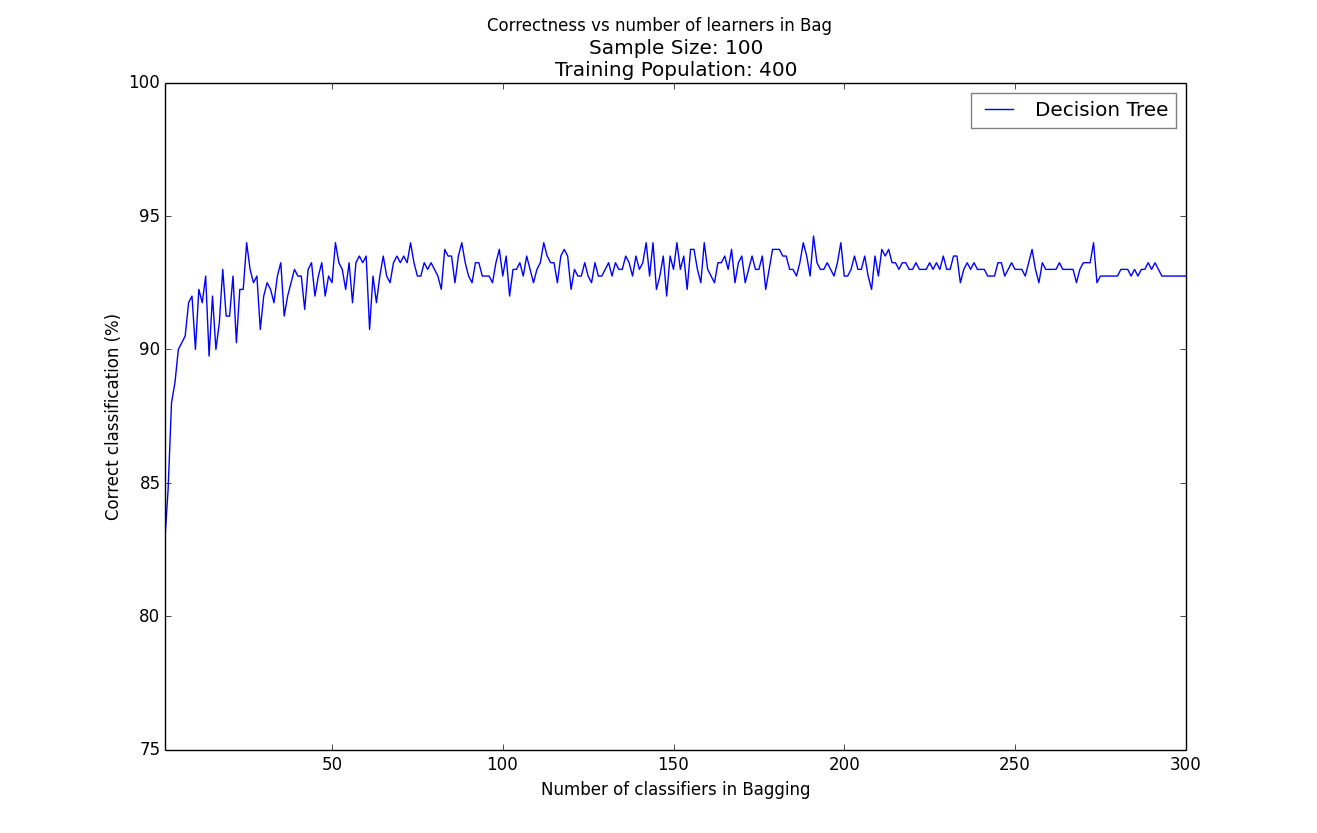 Correctness vs number of learners in Bag
Sample Size: 100
Training Population: 400
Decision Tree
100
95
90
85
80
75
Correct classification (%)
50
100
150
200
250
300
Number of classifiers in Bagging